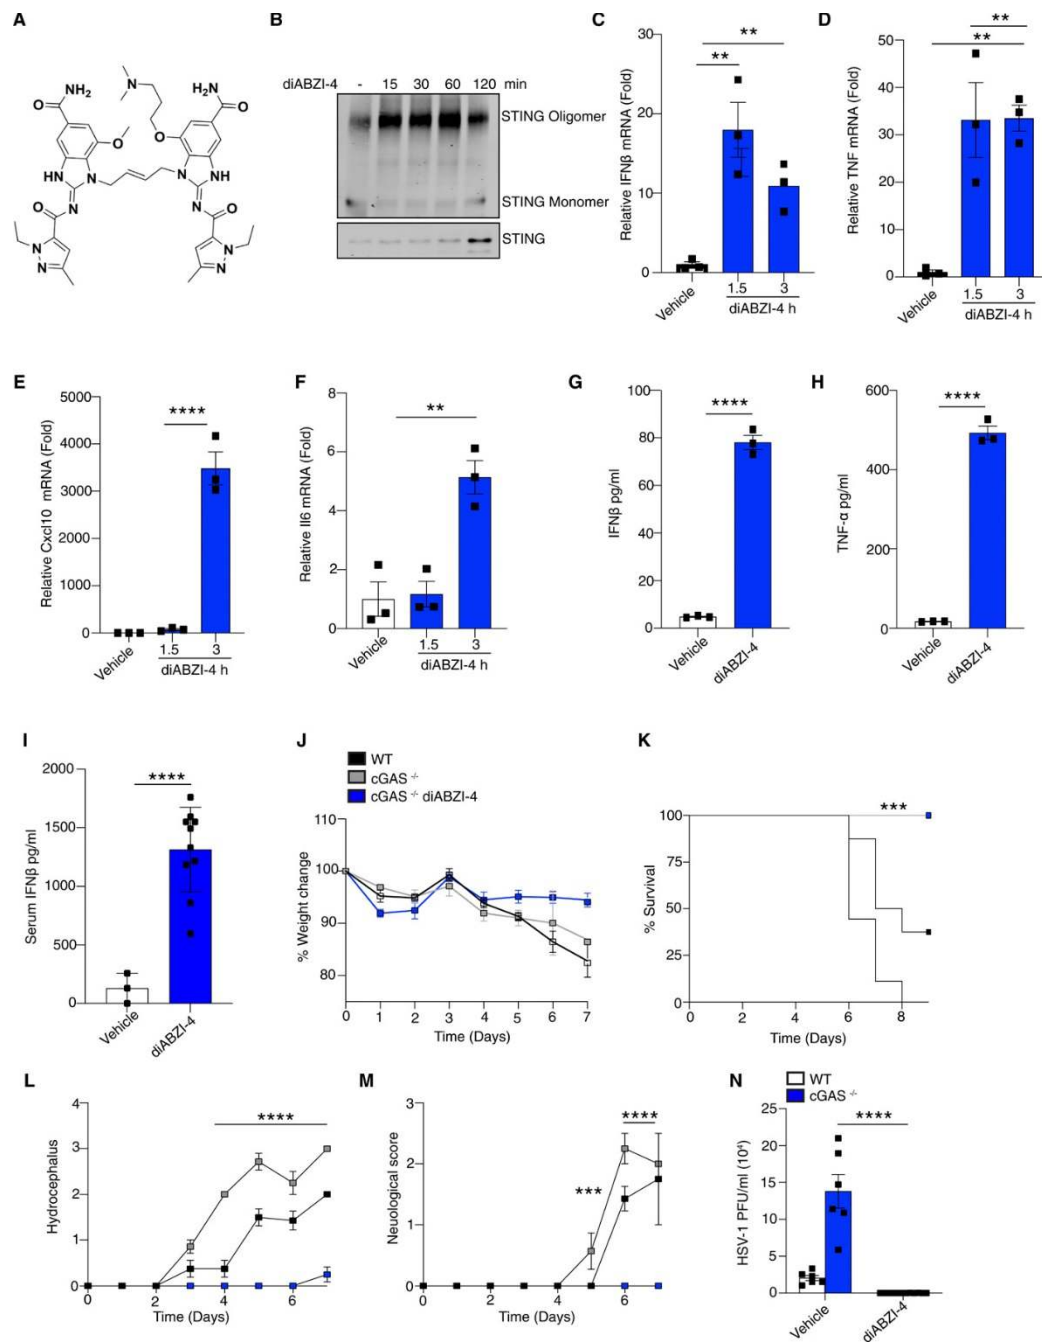 A
B
C
D
NH₂
O
N
H₂N
O
O
O
HN
N
N
NH
N
N
O
O
N
N
N
N
diABZI-4 - 15 30 60 120 min
STING Oligomer
STING Monomer
STING
Relative IFNβ mRNA (Fold)
30
20
10
0
**
**
Vehicle
1.5 3
diABZI-4 h
Relative TNF mRNA (Fold)
50
40
30
20
10
0
**
**
Vehicle
1.5 3
diABZI-4 h
E
F
G
H
Relative Cxcl10 mRNA (Fold)
5000
4000
3000
2000
1000
0
****
Vehicle
1.5 3
diABZI-4 h
Relative Il6 mRNA (Fold)
8
6
4
2
0
**
Vehicle
1.5 3
diABZI-4 h
IFNβ pg/ml
100
80
60
40
20
0
****
Vehicle
diABZI-4
TNF-α pg/ml
600
400
200
0
****
Vehicle
diABZI-4
I
J
K
Serum IFNβ pg/ml
2000
1500
1000
500
0
****
Vehicle
diABZI-4
WT
cGAS -/-
cGAS -/- diABZI-4
% Weight change
110
100
90
80
0 1 2 3 4 5 6 7
Time (Days)
% Survival
100
75
50
25
0
***
0 2 4 6 8
Time (Days)
L
M
N
Hydrocephalus
4
3
2
1
0
****
0 2 4 6
Time (Days)
Neuological score
3
2
1
0
***
****
0 2 4 6
Time (Days)
WT
cGAS -/-
HSV-1 PFU/ml (10⁴)
25
20
15
10
5
0
****
Vehicle
diABZI-4